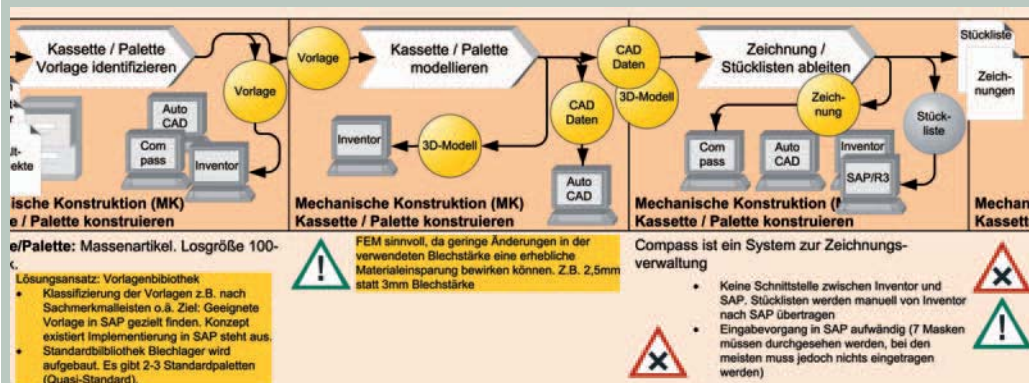 Kassette / Palette
Vorlage identifizieren
Vorlage
Auto
CAD
Com
pass
Inventor
ekte
ische Konstruktion (MK)
e / Palette konstruieren
Vorlage
Kassette / Palette
modellieren
CAD
Daten
3D-Modell
CAD
Daten
Inventor
3D-Modell
Auto
CAD
Mechanische Konstruktion (MK)
Kassette / Palette konstruieren
Zeichnung /
Stücklisten ableiten
Zeich-
nung
Stück-
liste
Com
pass
Auto
CAD
Inventor
SAP/R3
Mechanische Konstruktion (M
Kassette / Palette konstruieren
Stückliste
Zeich-
nungen
Mechan
Kassett
e/Palette: Massenartikel. Losgröße 100-
k.
Lösungsansatz: Vorlagenbibiothek
• Klassifizierung der Vorlagen z.B. nach
Sachmerkmalleisten o.ä. Ziel: Geeignete
Vorlage in SAP gezielt finden. Konzept
existiert Implementierung in SAP steht aus.
• Standardbilbliothek Blechlager wird
aufgebaut. Es gibt 2-3 Standardpaletten
(Quasi-Standard).
FEM sinnvoll, da geringe Änderungen in der
verwendeten Blechstärke eine erhebliche
Materialeinsparung bewirken können. Z.B. 2,5mm
statt 3mm Blechstärke
Compass ist ein System zur Zeichnungs-
verwaltung
• Keine Schnittstelle zwischen Inventor und
SAP. Stücklisten werden manuell von Inventor
nach SAP übertragen
• Eingabevorgang in SAP aufwändig (7 Masken
müssen durchgesehen werden, bei den
meisten muss jedoch nichts eingetragen
werden)